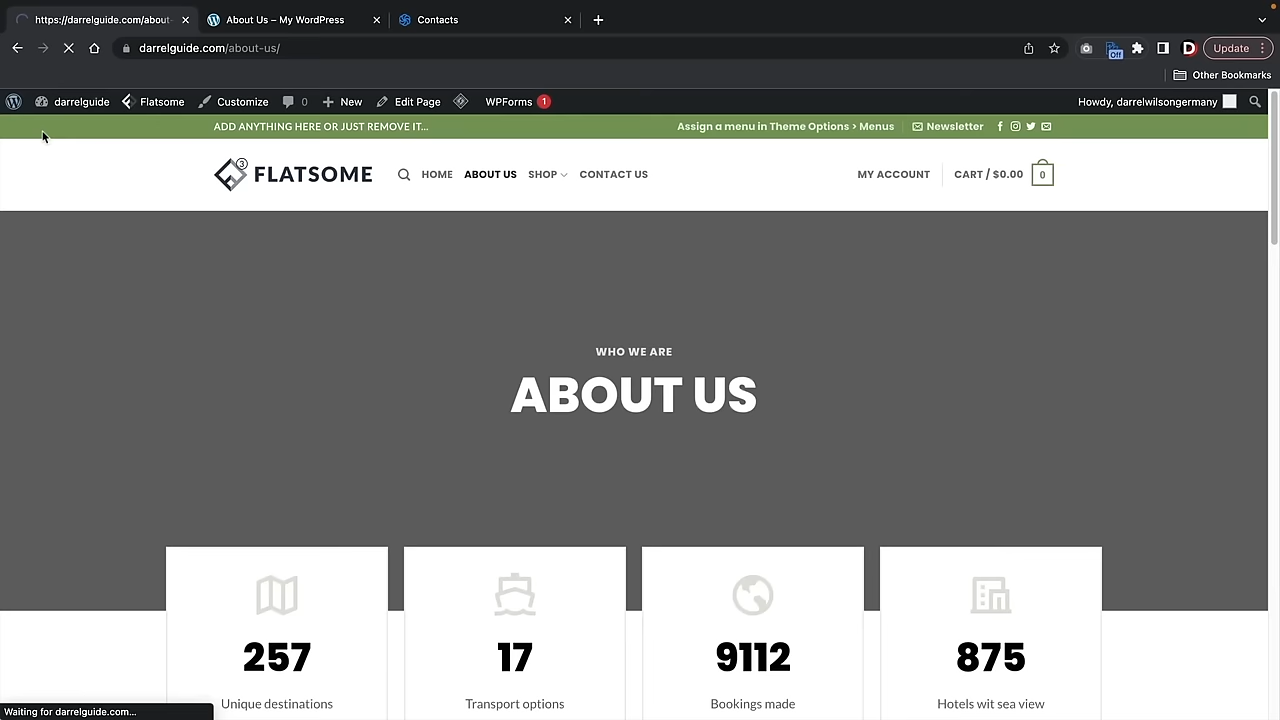 https://darrelguide.com/about-
About Us – My WordPress
Contacts
darrelguide.com/about-us/
Off
D
Update
Other Bookmarks
darrelguide
Flatsome
Customize
0
New
Edit Page
WPForms
1
Howdy, darrelwilsongermany
ADD ANYTHING HERE OR JUST REMOVE IT...
Assign a menu in Theme Options > Menus
Newsletter
3
FLATSOME
HOME
ABOUT US
SHOP
CONTACT US
MY ACCOUNT
CART / $0.00
0
WHO WE ARE
ABOUT US
257
17
9112
875
Unique destinations
Transport options
Bookings made
Hotels wit sea view
Waiting for darrelguide.com...